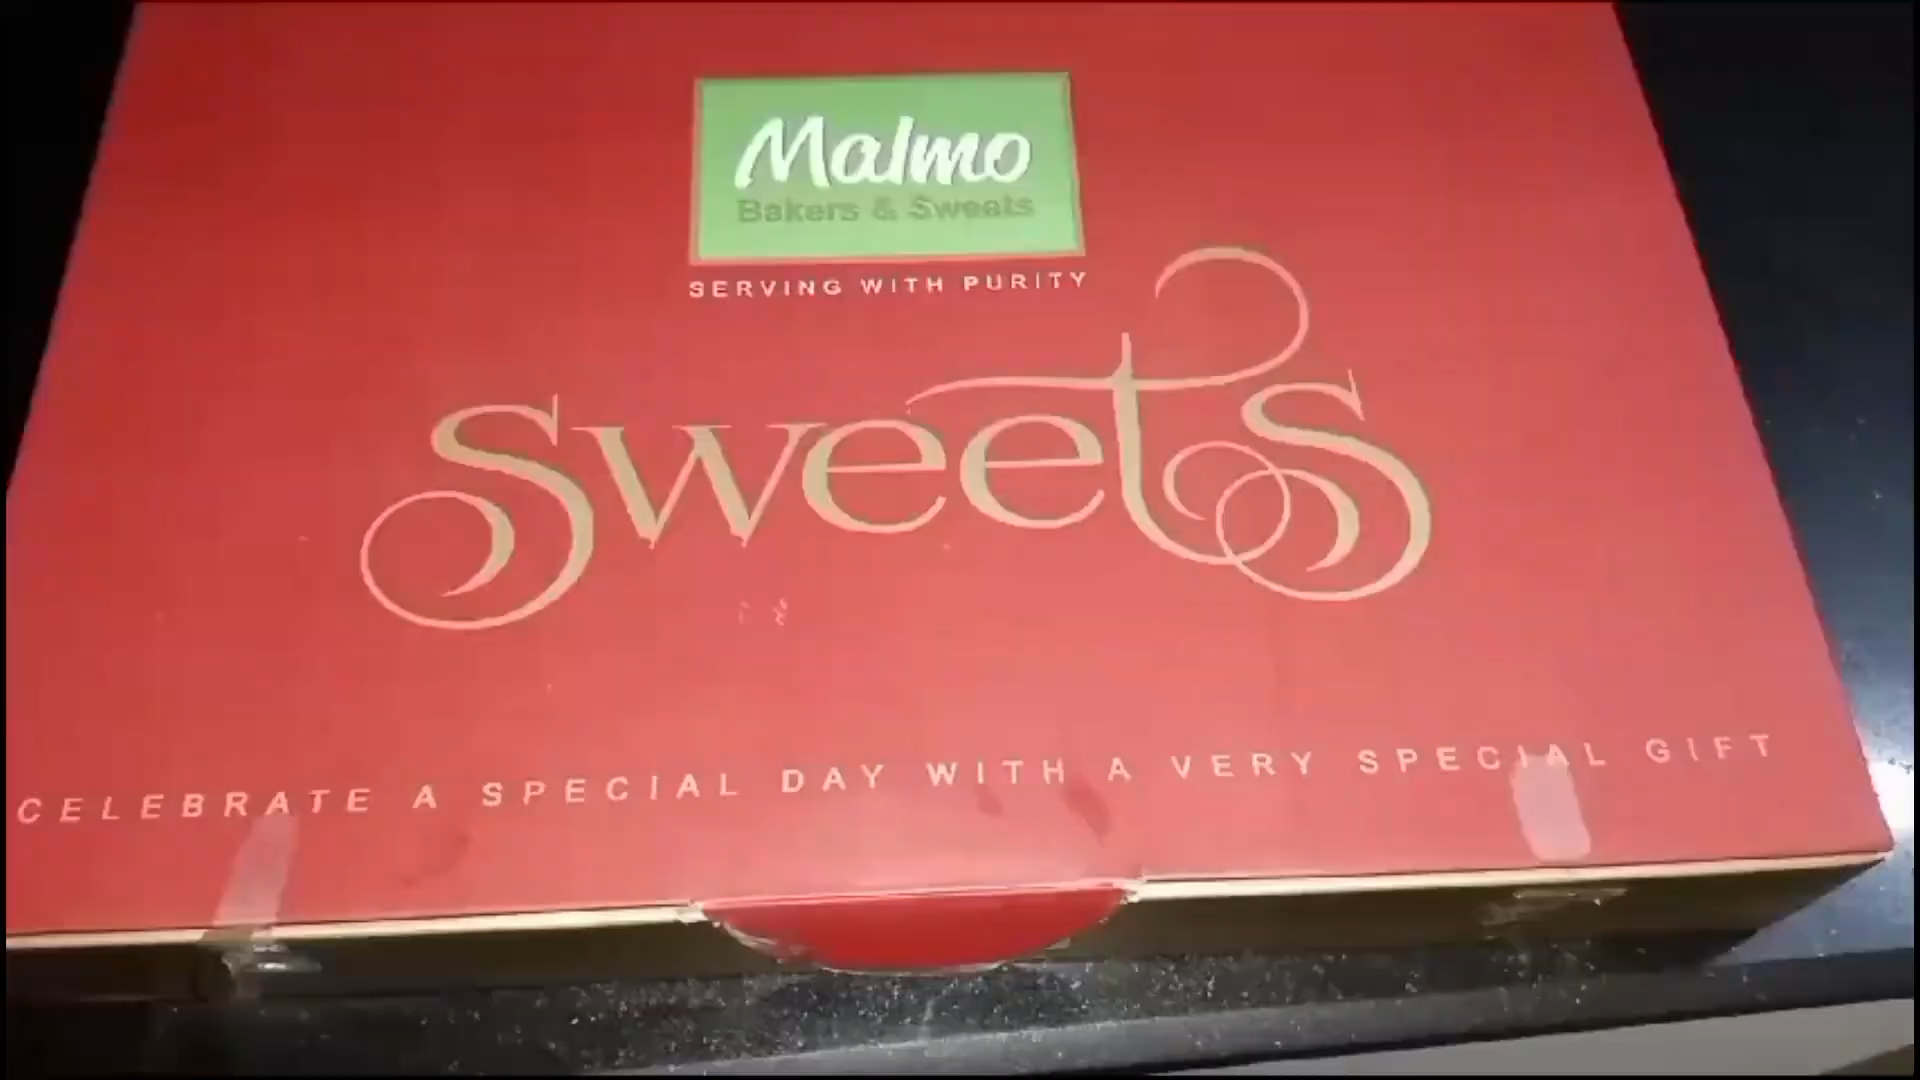 Malmo
Bakers & Sweets
SERVING WITH PURITY
Sweets
CELEBRATE A SPECIAL DAY WITH A VERY SPECIAL GIFT